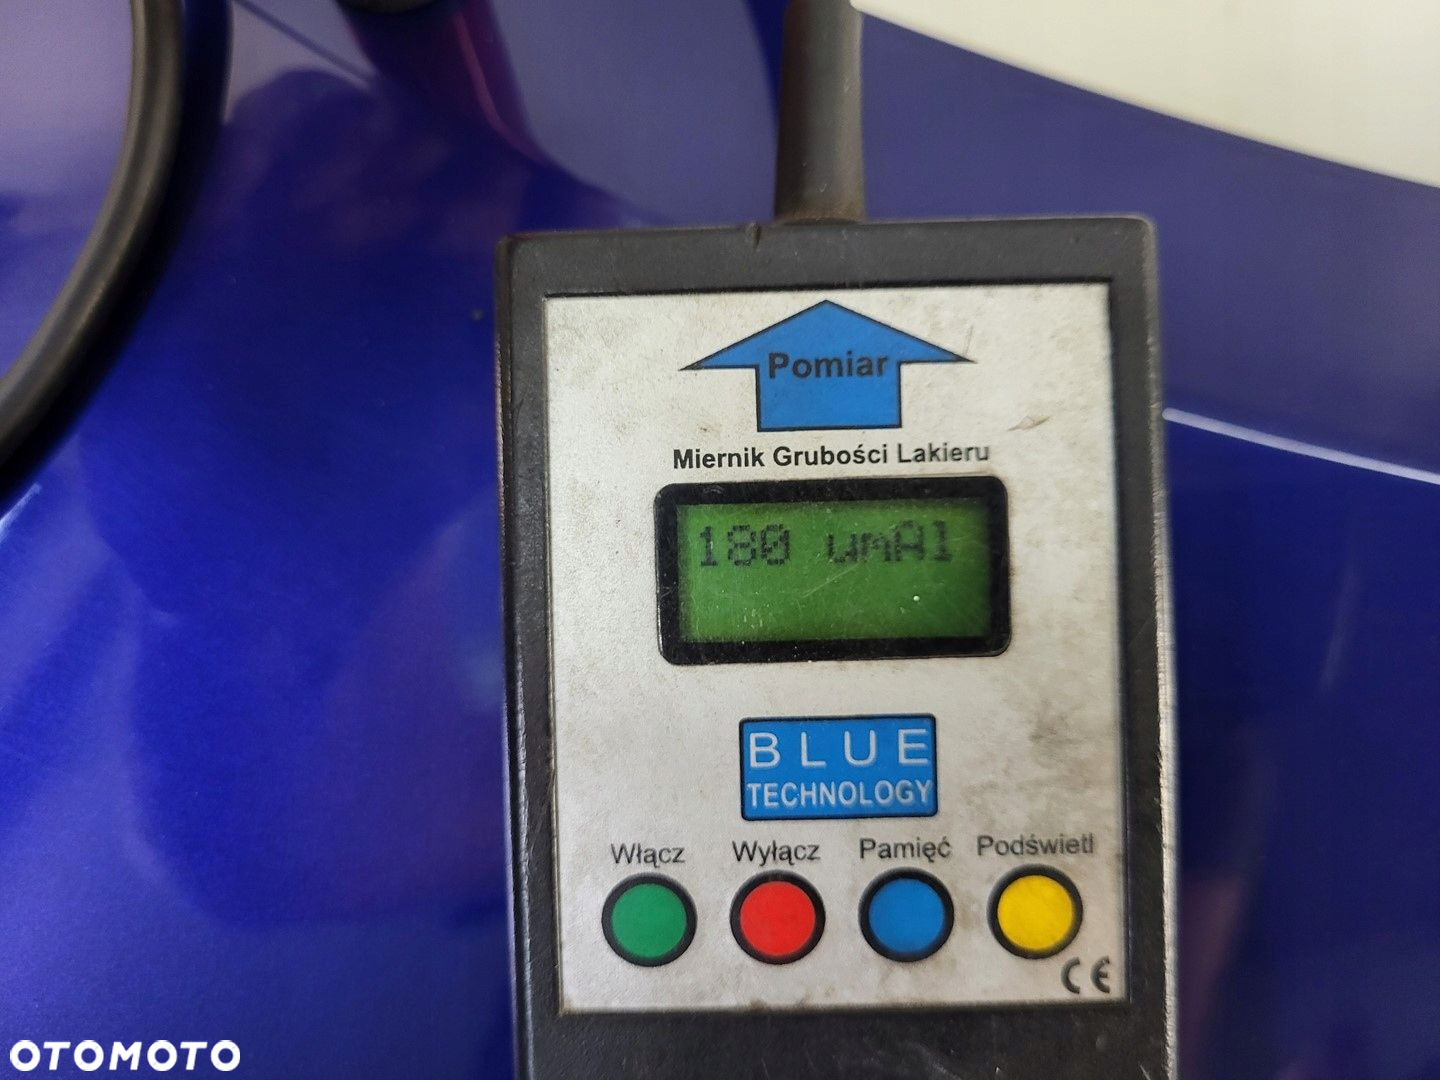 Pomiar
Miernik Grubości Lakieru
180 umAl
BLUE
TECHNOLOGY
Włącz Wyłącz Pamięć Podświetl
CE
OTOMOTO